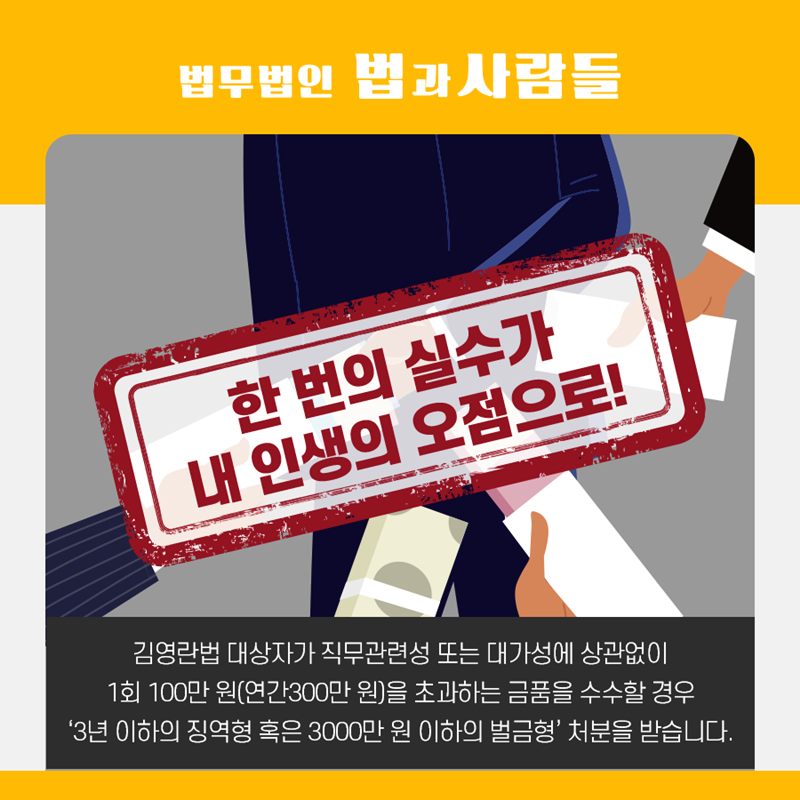 법무법인 법과사람들
한 번의 실수가
내 인생의 오점으로!
김영란법 대상자가 직무관련성 또는 대가성에 상관없이
1회 100만 원(연간300만 원)을 초과하는 금품을 수수할 경우
‘3년 이하의 징역형 혹은 3000만 원 이하의 벌금형’ 처분을 받습니다.